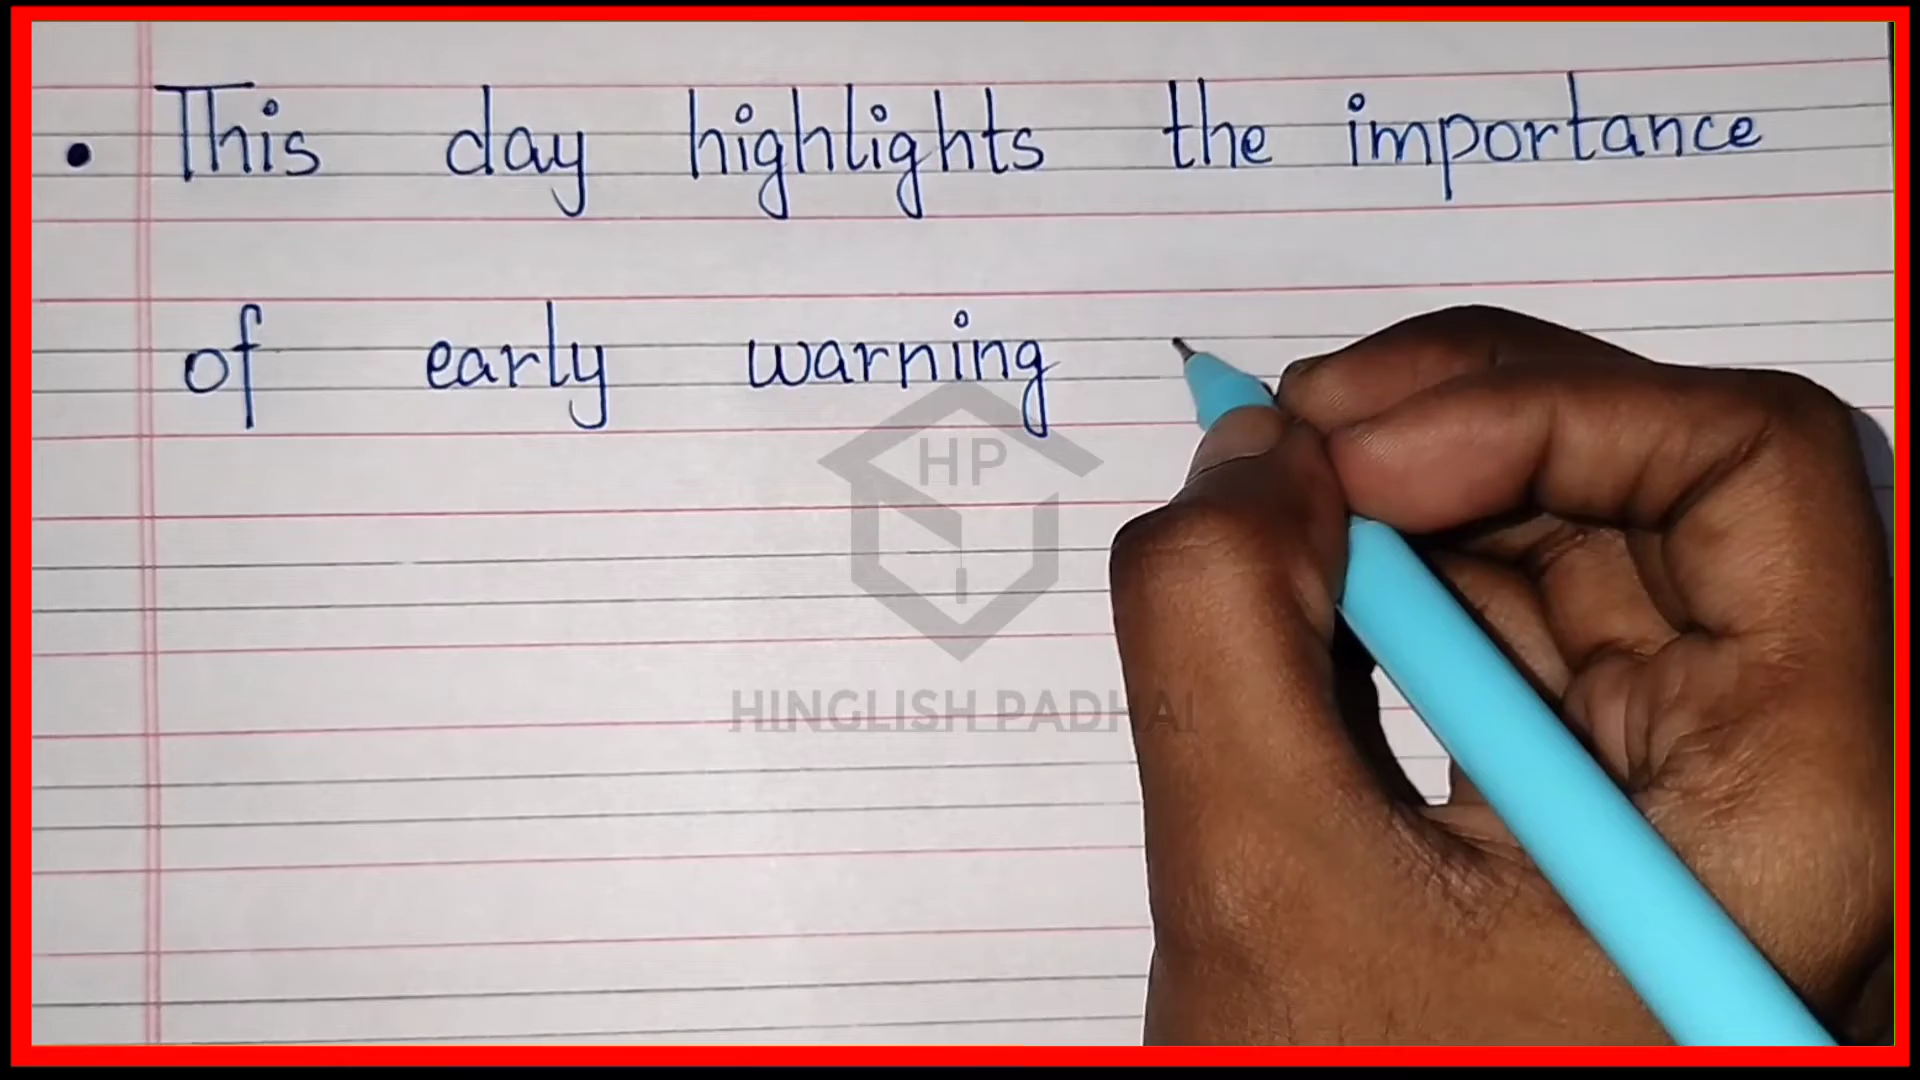 • This day highlights the importance
of early warning
HP
HINGLISH PADHAI